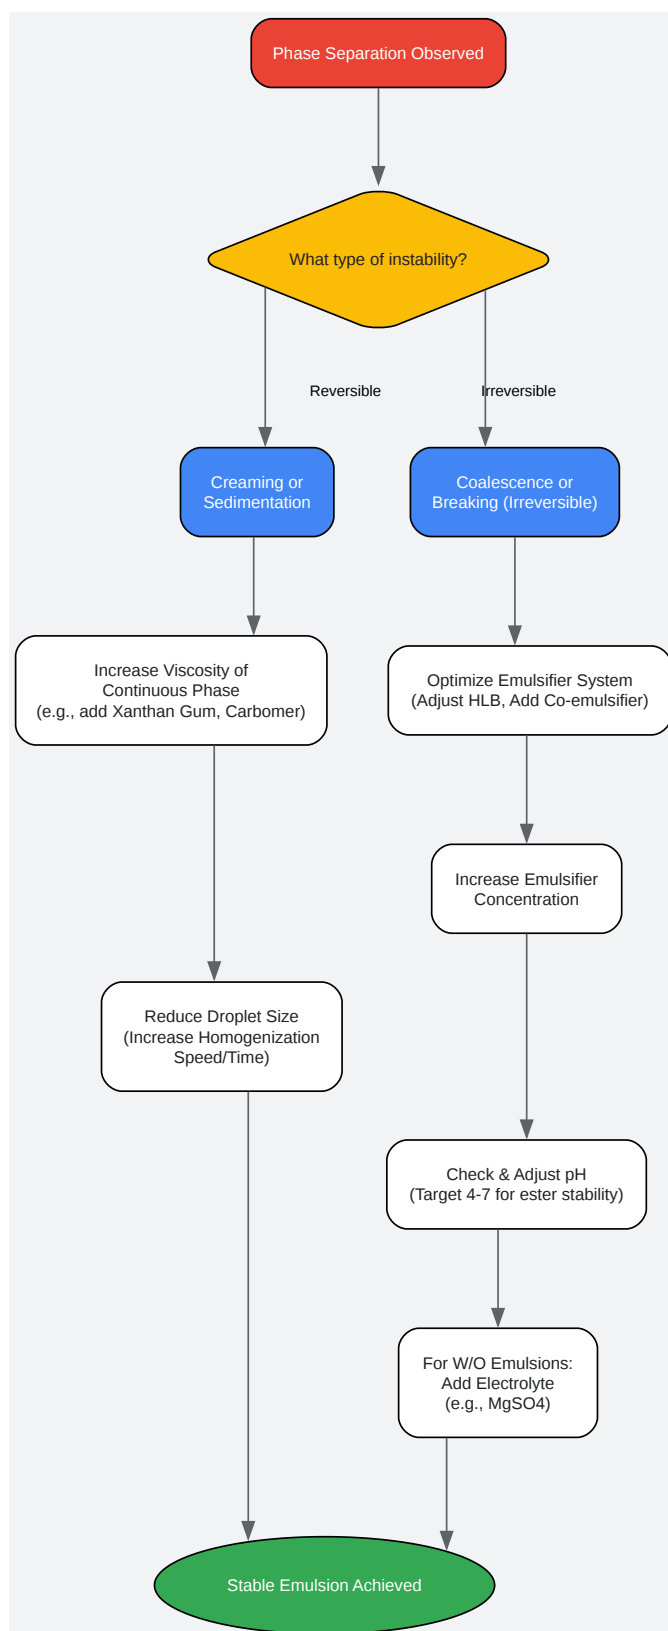 Phase Separation Observed
What type of instability?
Reversible
Irreversible
Creaming or
Sedimentation
Coalescence or
Breaking (Irreversible)
Increase Viscosity of
Continuous Phase
(e.g., add Xanthan Gum, Carbomer)
Optimize Emulsifier System
(Adjust HLB, Add Co-emulsifier)
Increase Emulsifier
Concentration
Reduce Droplet Size
(Increase Homogenization
Speed/Time)
Check & Adjust pH
(Target 4-7 for ester stability)
For W/O Emulsions:
Add Electrolyte
(e.g., MgSO4)
Stable Emulsion Achieved